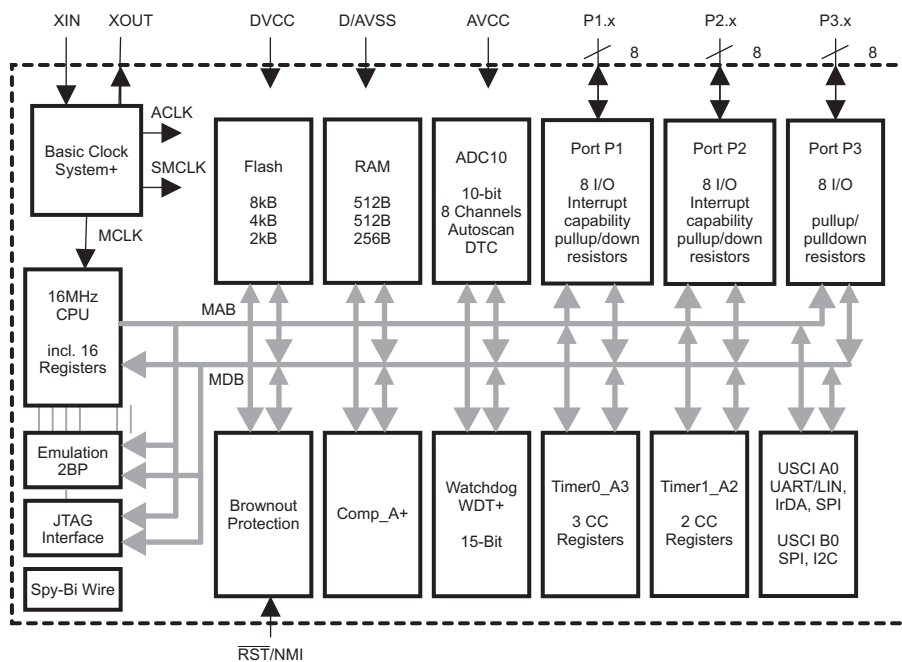 XIN XOUT DVCC D/AVSS AVCC P1.x P2.x P3.x
8 8 8
Basic Clock
System+
ACLK
SMCLK
MCLK
Flash
8kB
4kB
2kB
RAM
512B
512B
256B
ADC10
10-bit
8 Channels
Autoscan
DTC
Port P1
8 I/O
Interrupt
capability
pullup/down
resistors
Port P2
8 I/O
Interrupt
capability
pullup/down
resistors
Port P3
8 I/O
pullup/
pulldown
resistors
16MHz
CPU
incl. 16
Registers
MAB
MDB
Emulation
2BP
JTAG
Interface
Spy-Bi Wire
Brownout
Protection
Comp_A+
Watchdog
WDT+
15-Bit
Timer0_A3
3 CC
Registers
Timer1_A2
2 CC
Registers
USCI A0
UART/LIN,
IrDA, SPI
USCI B0
SPI, I2C
RST/NMI